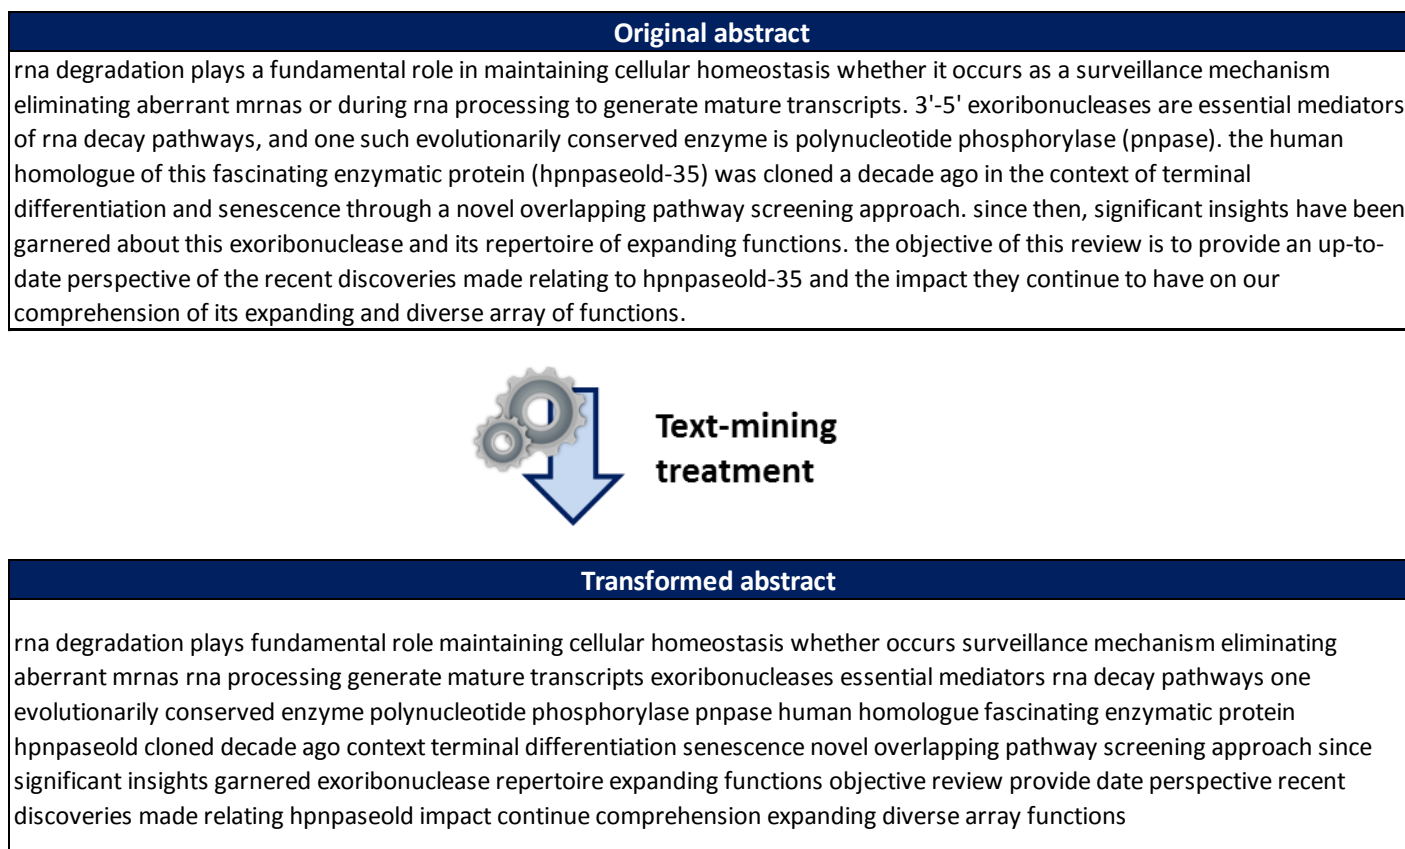 Original abstract
rna degradation plays a fundamental role in maintaining cellular homeostasis whether it occurs as a surveillance mechanism
eliminating aberrant mrnas or during rna processing to generate mature transcripts. 3'-5' exoribonucleases are essential mediators
of rna decay pathways, and one such evolutionarily conserved enzyme is polynucleotide phosphorylase (pnpase). the human
homologue of this fascinating enzymatic protein (hpnpaseold-35) was cloned a decade ago in the context of terminal
differentiation and senescence through a novel overlapping pathway screening approach. since then, significant insights have been
garnered about this exoribonuclease and its repertoire of expanding functions. the objective of this review is to provide an up-to-
date perspective of the recent discoveries made relating to hpnpaseold-35 and the impact they continue to have on our
comprehension of its expanding and diverse array of functions.
Text-mining
treatment
Transformed abstract
rna degradation plays fundamental role maintaining cellular homeostasis whether occurs surveillance mechanism eliminating
aberrant mrnas rna processing generate mature transcripts exoribonucleases essential mediators rna decay pathways one
evolutionarily conserved enzyme polynucleotide phosphorylase pnpase human homologue fascinating enzymatic protein
hpnpaseold cloned decade ago context terminal differentiation senescence novel overlapping pathway screening approach since
significant insights garnered exoribonuclease repertoire expanding functions objective review provide date perspective recent
discoveries made relating hpnpaseold impact continue comprehension expanding diverse array functions